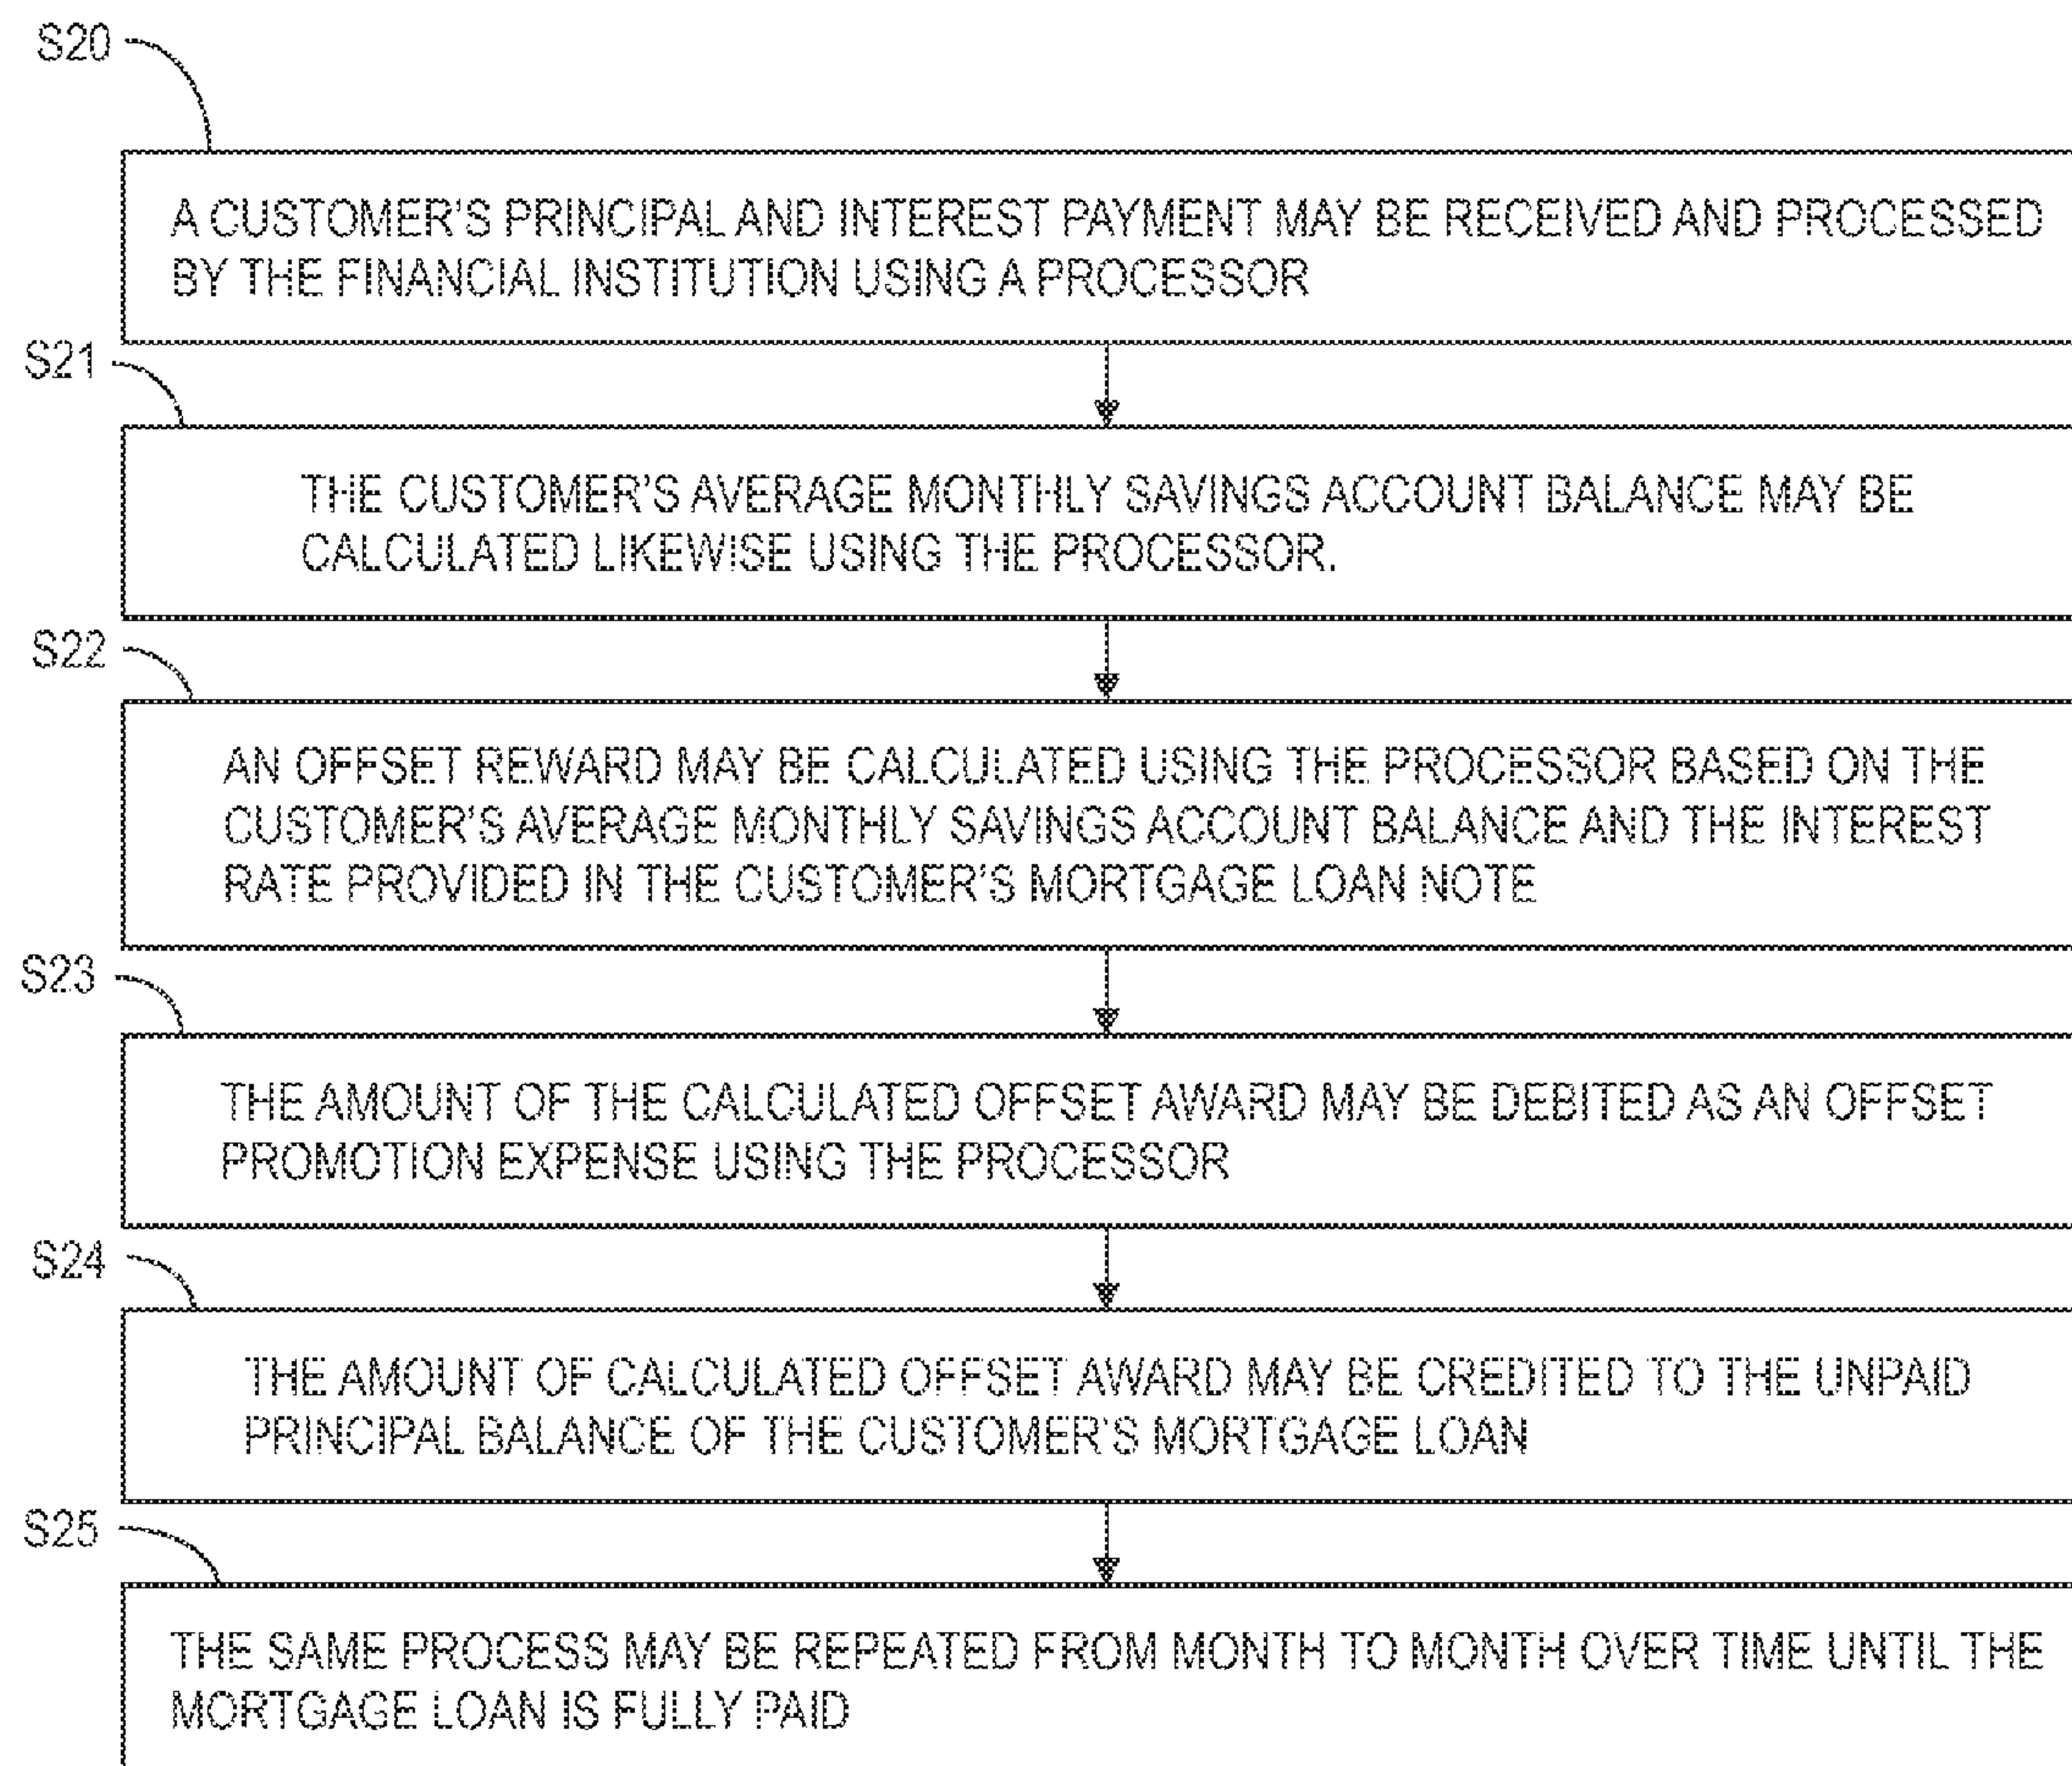 S20
A CUSTOMER'S PRINCIPAL AND INTEREST PAYMENT MAY BE RECEIVED AND PROCESSED
BY THE FINANCIAL INSTITUTION USING A PROCESSOR
S21
THE CUSTOMER'S AVERAGE MONTHLY SAVINGS ACCOUNT BALANCE MAY BE
CALCULATED LIKEWISE USING THE PROCESSOR.
S22
AN OFFSET REWARD MAY BE CALCULATED USING THE PROCESSOR BASED ON THE
CUSTOMER'S AVERAGE MONTHLY SAVINGS ACCOUNT BALANCE AND THE INTEREST
RATE PROVIDED IN THE CUSTOMER'S MORTGAGE LOAN NOTE
S23
THE AMOUNT OF THE CALCULATED OFFSET AWARD MAY BE DEBITED AS AN OFFSET
PROMOTION EXPENSE USING THE PROCESSOR
S24
THE AMOUNT OF CALCULATED OFFSET AWARD MAY BE CREDITED TO THE UNPAID
PRINCIPAL BALANCE OF THE CUSTOMER'S MORTGAGE LOAN
S25
THE SAME PROCESS MAY BE REPEATED FROM MONTH TO MONTH OVER TIME UNTIL THE
MORTGAGE LOAN IS FULLY PAID